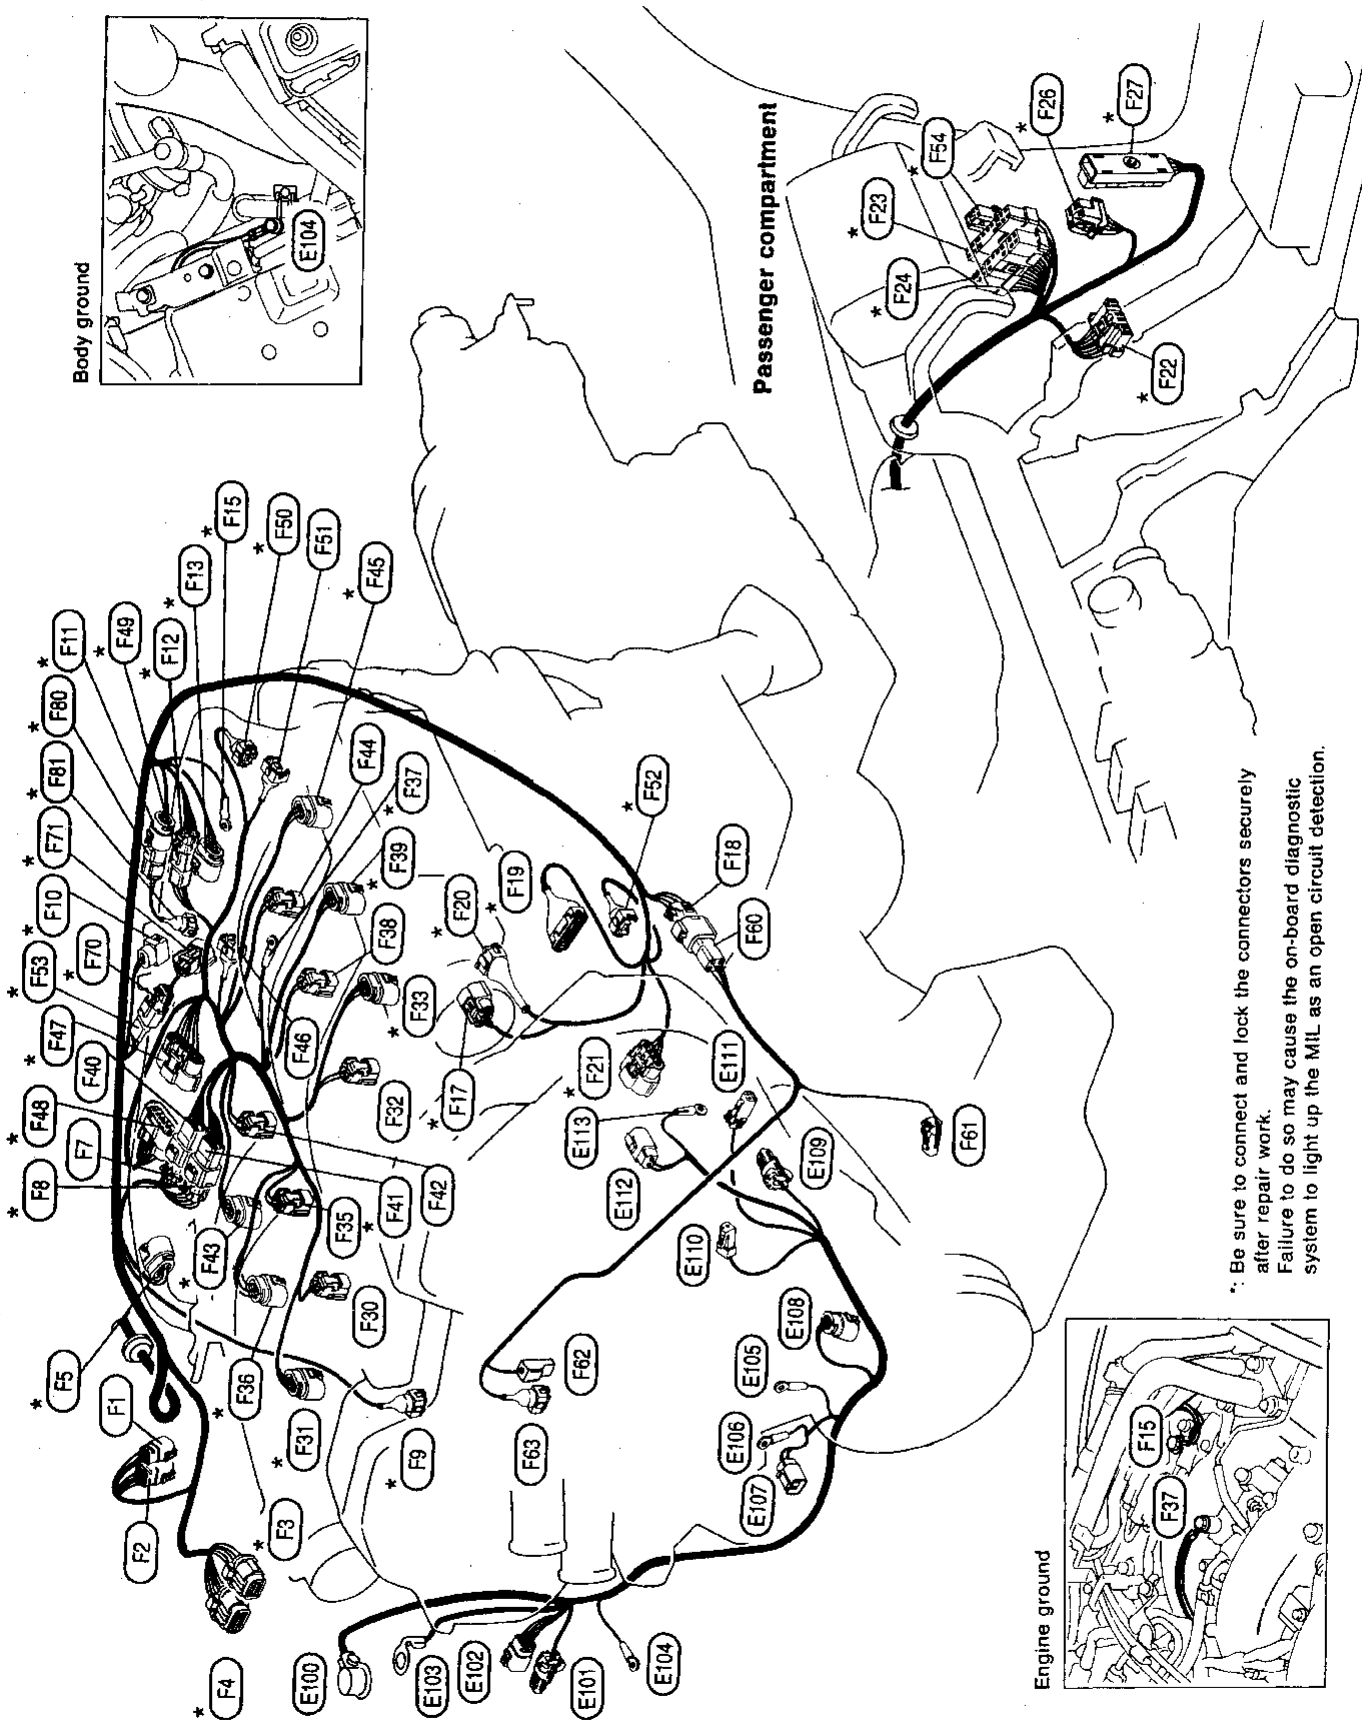 Body ground
E104
Passenger compartment
* F54
* F23
* F24
* F26
* F27
* F22
* F15
* F50
F51
* F45
* F13
* F12
* F49
* F11
* F80
* F81
* F71
* F10
* F70
* F53
F47
F40
* F48
F7
* F8
* F5
F1
F2
* F4
* F3
F44
* F37
* F39
F38
* F33
F46
F32
F42
F41
F35 *
* F43
F30
* F36
* F31
* F9
* F52
F18
F60
* F19
* F20
* F17
* F21
E111
E113
E112
E109
F61
E110
E108
E105
E106
E107
F62
F63
E100
E103
E102
E101
E104
*: Be sure to connect and lock the connectors securely
after repair work.
Failure to do so may cause the on-board diagnostic
system to light up the MIL as an open circuit detection.
Engine ground
F15
F37